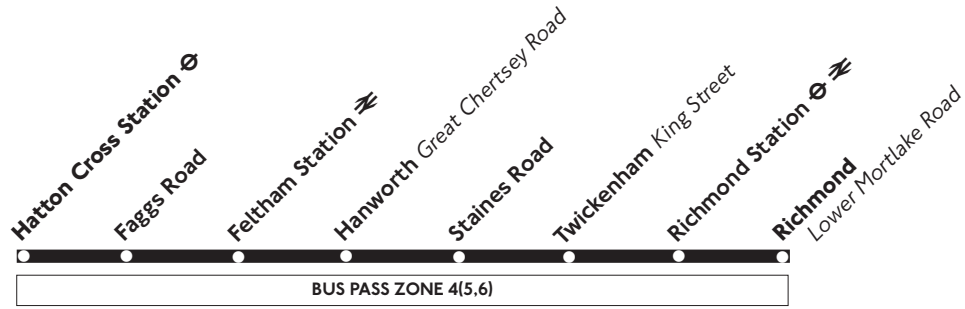 Hatton Cross Station
Faggs Road
Feltham Station
Hanworth Great Chertsey Road
Staines Road
Twickenham King Street
Richmond Station
Richmond
Lower Mortlake Road
BUS PASS ZONE 4(5,6)